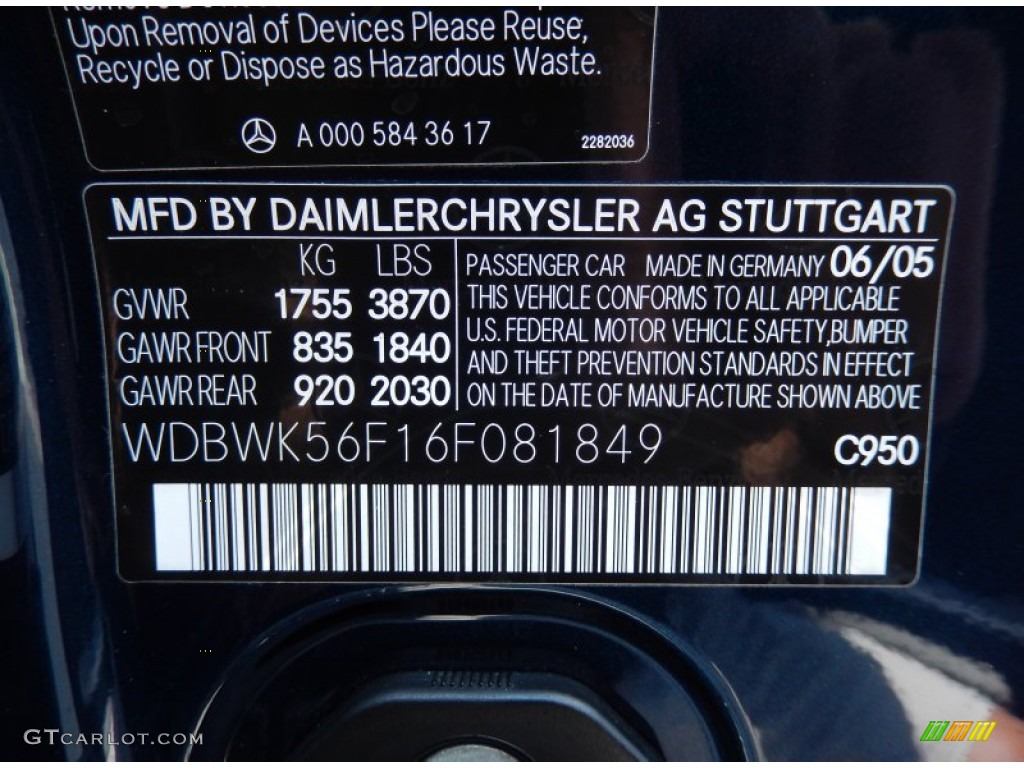 Upon Removal of Devices Please Reuse,
Recycle or Dispose as Hazardous Waste.
A 000 584 36 17
2282036
MFD BY DAIMLERCHRYSLER AG STUTTGART
KG LBS
GVWR 1755 3870
GAWR FRONT 835 1840
GAWR REAR 920 2030
PASSENGER CAR MADE IN GERMANY 06/05
THIS VEHICLE CONFORMS TO ALL APPLICABLE
U.S. FEDERAL MOTOR VEHICLE SAFETY,BUMPER
AND THEFT PREVENTION STANDARDS IN EFFECT
ON THE DATE OF MANUFACTURE SHOWN ABOVE
WDBWK56F16F081849
C950
GTCARLOT.COM